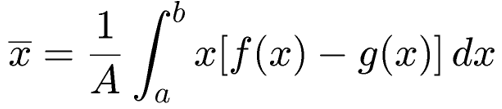 x̅ = 1/A ∫_a^b x[f(x) − g(x)] dx